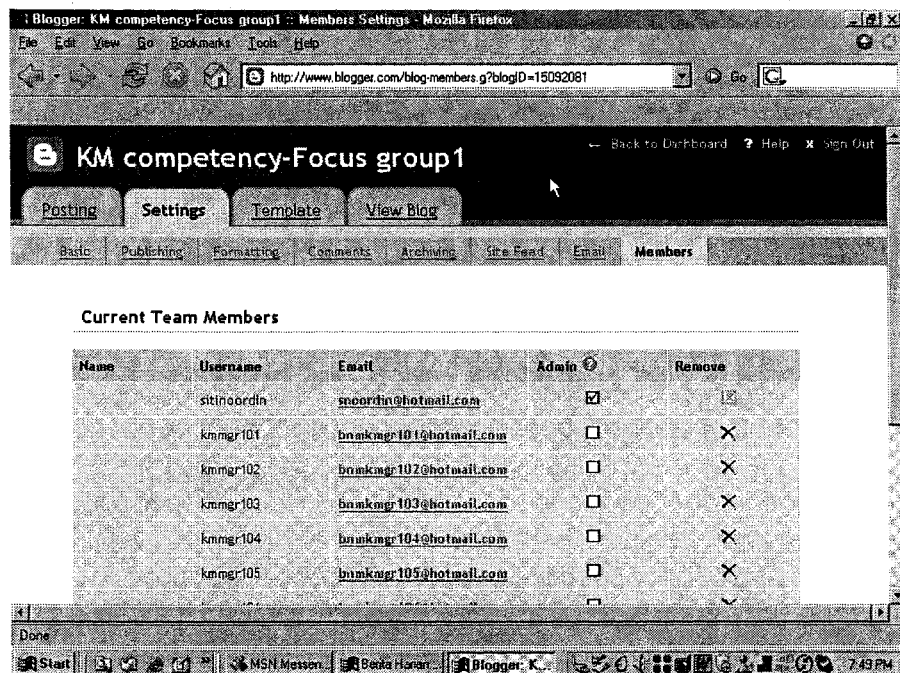 Blogger: KM competency-Focus group1 :: Members Settings - Mozilla Firefox
File Edit View Go Bookmarks Tools Help
http://www.blogger.com/blog-members.g?blogID=15092081 Go
KM competency-Focus group1
← Back to Dashboard ? Help x Sign Out
Posting Settings Template View Blog
Basic Publishing Formatting Comments Archiving Site Feed Email Members
Current Team Members
Name Username Email Admin ? Remove
sitinoordin snoordin@hotmail.com
kmmgr101 bnmkmgr101@hotmail.com
kmmgr102 bnmkmgr102@hotmail.com
kmmgr103 bnmkmgr103@hotmail.com
kmmgr104 bnmkmgr104@hotmail.com
kmmgr105 bnmkmgr105@hotmail.com
Done
Start MSN Messen... Berita Harian... Blogger: K... 7:49 PM